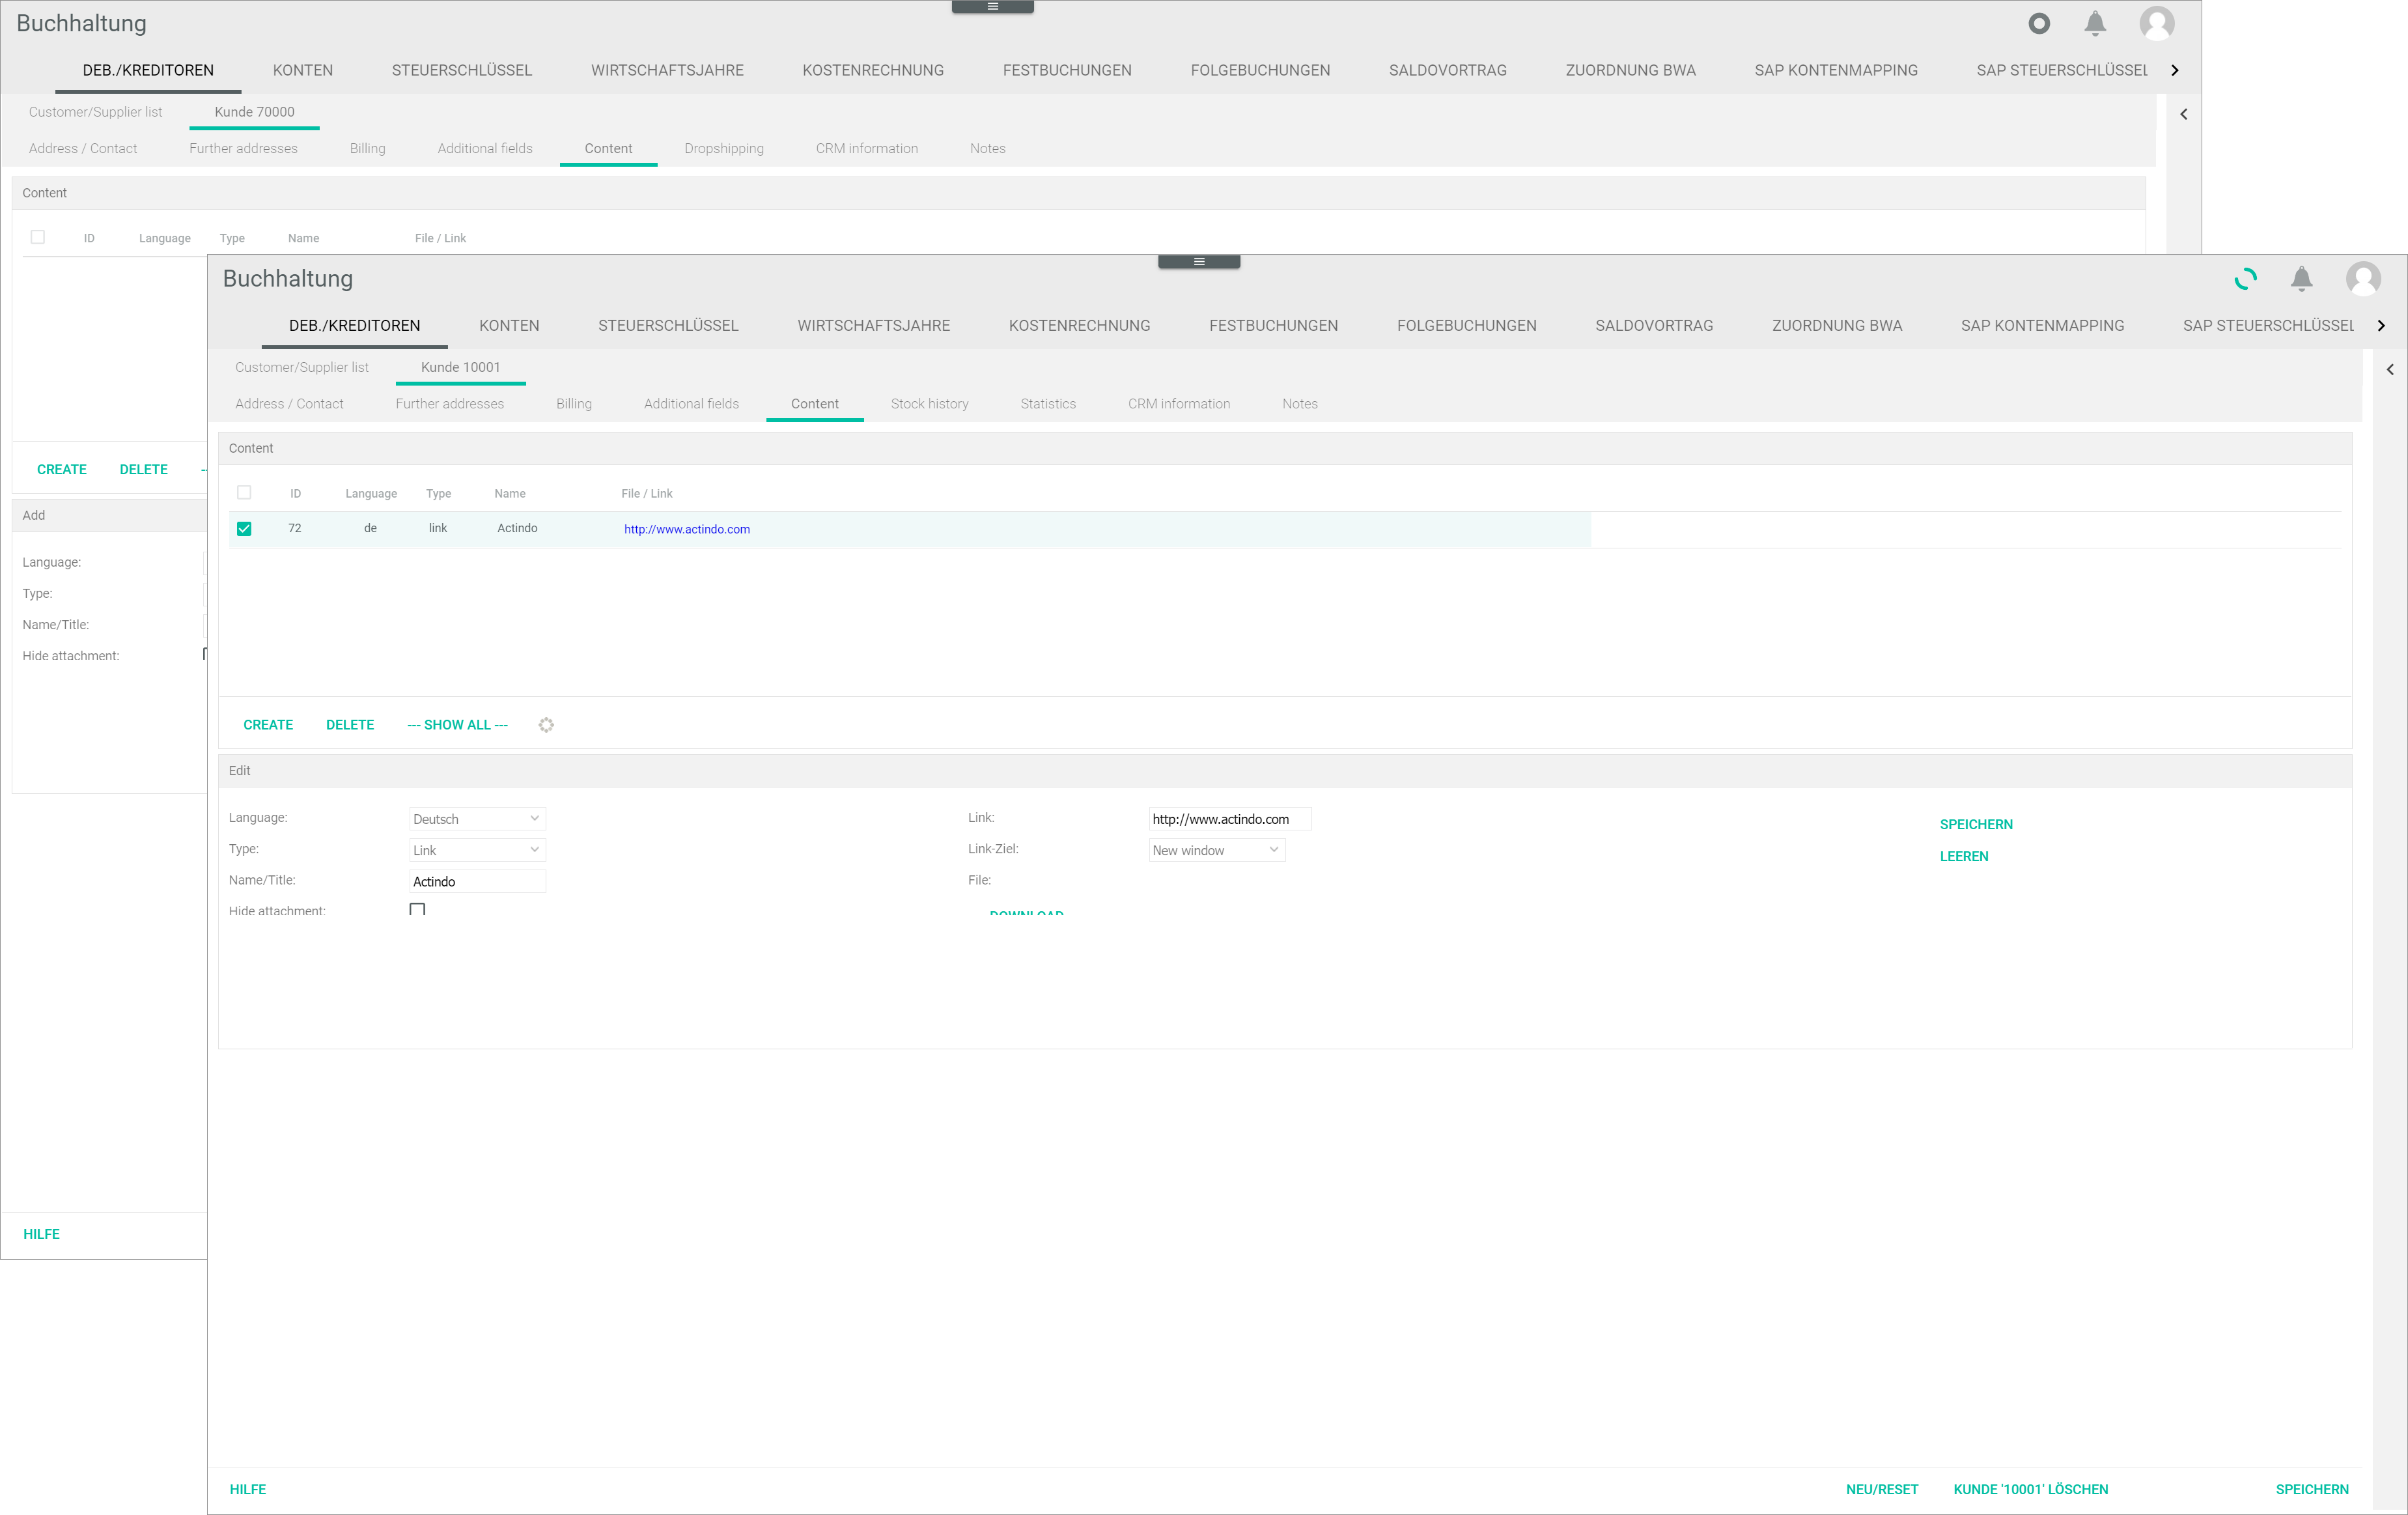 Buchhaltung
DEB./KREDITOREN KONTEN STEUERSCHLÜSSEL WIRTSCHAFTSJAHRE KOSTENRECHNUNG FESTBUCHUNGEN FOLGEBUCHUNGEN SALDOVORTRAG ZUORDNUNG BWA SAP KONTENMAPPING SAP STEUERSCHLÜSSEL
Customer/Supplier list Kunde 70000
Address / Contact Further addresses Billing Additional fields Content Dropshipping CRM information Notes
Content
ID Language Type Name File / Link
CREATE DELETE
Add
Language:
Type:
Name/Title:
Hide attachment:
HILFE
Buchhaltung
DEB./KREDITOREN KONTEN STEUERSCHLÜSSEL WIRTSCHAFTSJAHRE KOSTENRECHNUNG FESTBUCHUNGEN FOLGEBUCHUNGEN SALDOVORTRAG ZUORDNUNG BWA SAP KONTENMAPPING SAP STEUERSCHLÜSSEL
Customer/Supplier list Kunde 10001
Address / Contact Further addresses Billing Additional fields Content Stock history Statistics CRM information Notes
Content
ID Language Type Name File / Link
72 de link Actindo http://www.actindo.com
CREATE DELETE --- SHOW ALL ---
Edit
Language: Deutsch Link: http://www.actindo.com SPEICHERN
Type: Link Link-Ziel: New window LEEREN
Name/Title: Actindo File:
Hide attachment: DOWNLOAD
HILFE NEU/RESET KUNDE '10001' LÖSCHEN SPEICHERN